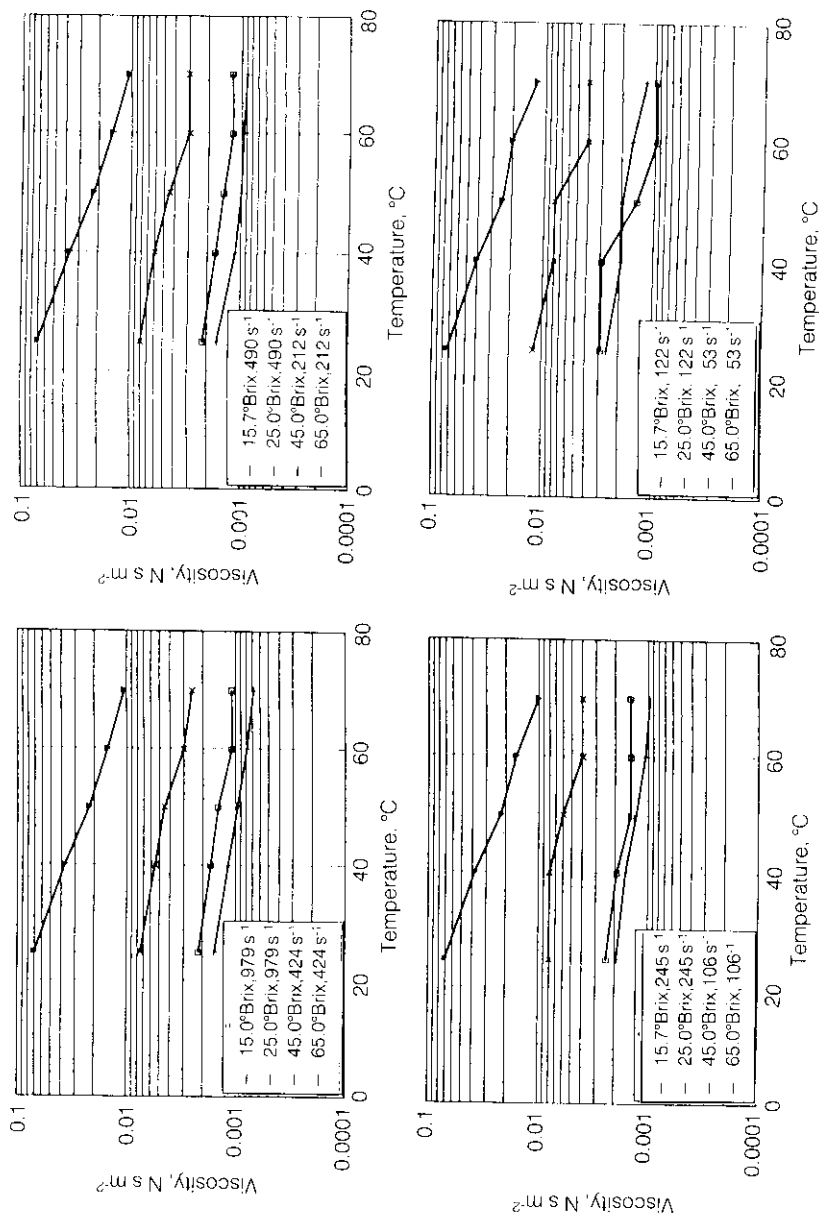 Viscosity, N s m⁻²
0.1
0.01
0.001
0.0001
15.0°Brix,979 s⁻¹
25.0°Brix,979 s⁻¹
45.0°Brix,424 s⁻¹
65.0°Brix,424 s⁻¹
0 20 40 60 80
Temperature. °C
Viscosity, N s m⁻²
0.1
0.01
0.001
0.0001
15.7°Brix,490 s⁻¹
25.0°Brix,490 s⁻¹
45.0°Brix,212 s⁻¹
65.0°Brix,212 s⁻¹
0 20 40 60 80
Temperature, °C
Viscosity, N s m⁻²
0.1
0.01
0.001
0.0001
15.7°Brix,245 s⁻¹
25.0°Brix,245 s⁻¹
45.0°Brix,106 s⁻¹
65.0°Brix, 106⁻¹
0 20 40 60 80
Temperature, °C
Viscosity, N s m⁻²
0.1
0.01
0.001
0.0001
15.7°Brix, 122 s⁻¹
25.0°Brix. 122 s⁻¹
45.0°Brix, 53 s⁻¹
65.0°Brix, 53 s⁻¹
0 20 40 60 80
Temperature, °C